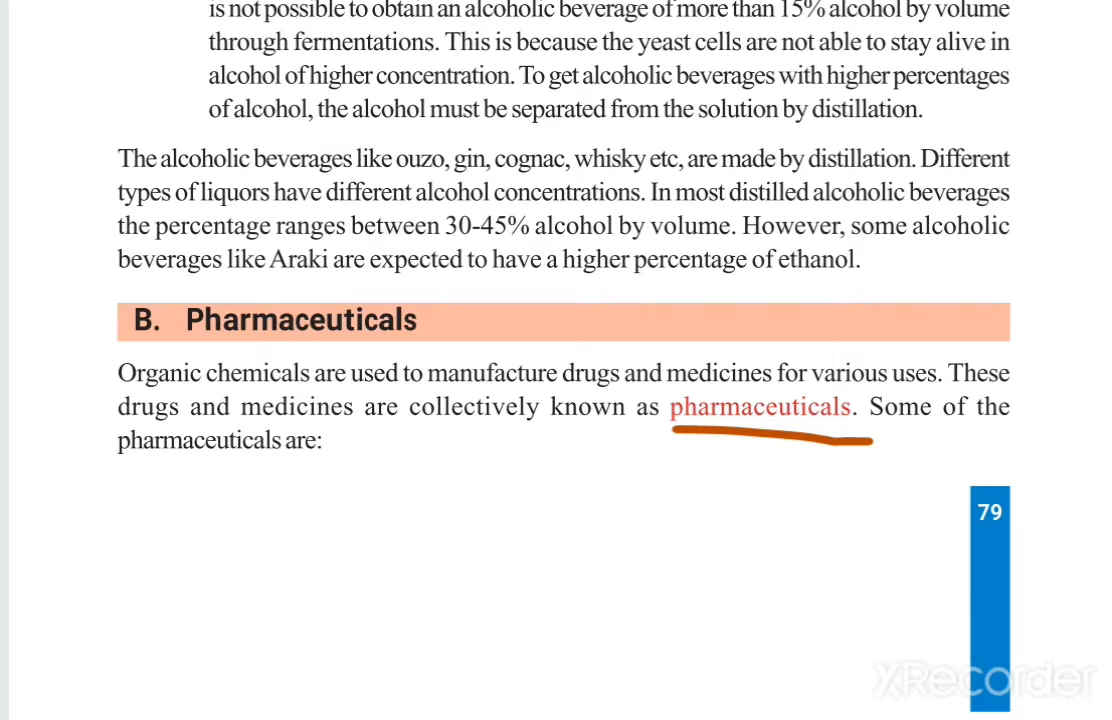 is not possible to obtain an alcoholic beverage of more than 15% alcohol by volume
through fermentations. This is because the yeast cells are not able to stay alive in
alcohol of higher concentration. To get alcoholic beverages with higher percentages
of alcohol, the alcohol must be separated from the solution by distillation.
The alcoholic beverages like ouzo, gin, cognac, whisky etc, are made by distillation. Different
types of liquors have different alcohol concentrations. In most distilled alcoholic beverages
the percentage ranges between 30-45% alcohol by volume. However, some alcoholic
beverages like Araki are expected to have a higher percentage of ethanol.
B. Pharmaceuticals
Organic chemicals are used to manufacture drugs and medicines for various uses. These
drugs and medicines are collectively known as pharmaceuticals. Some of the
pharmaceuticals are:
79
XRecorder